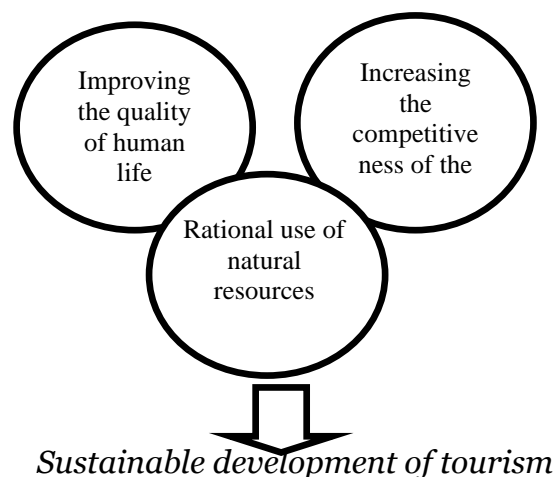 Improving
the quality
of human
life
Increasing
the
competitive
ness of the
Rational use of
natural
resources
Sustainable development of tourism